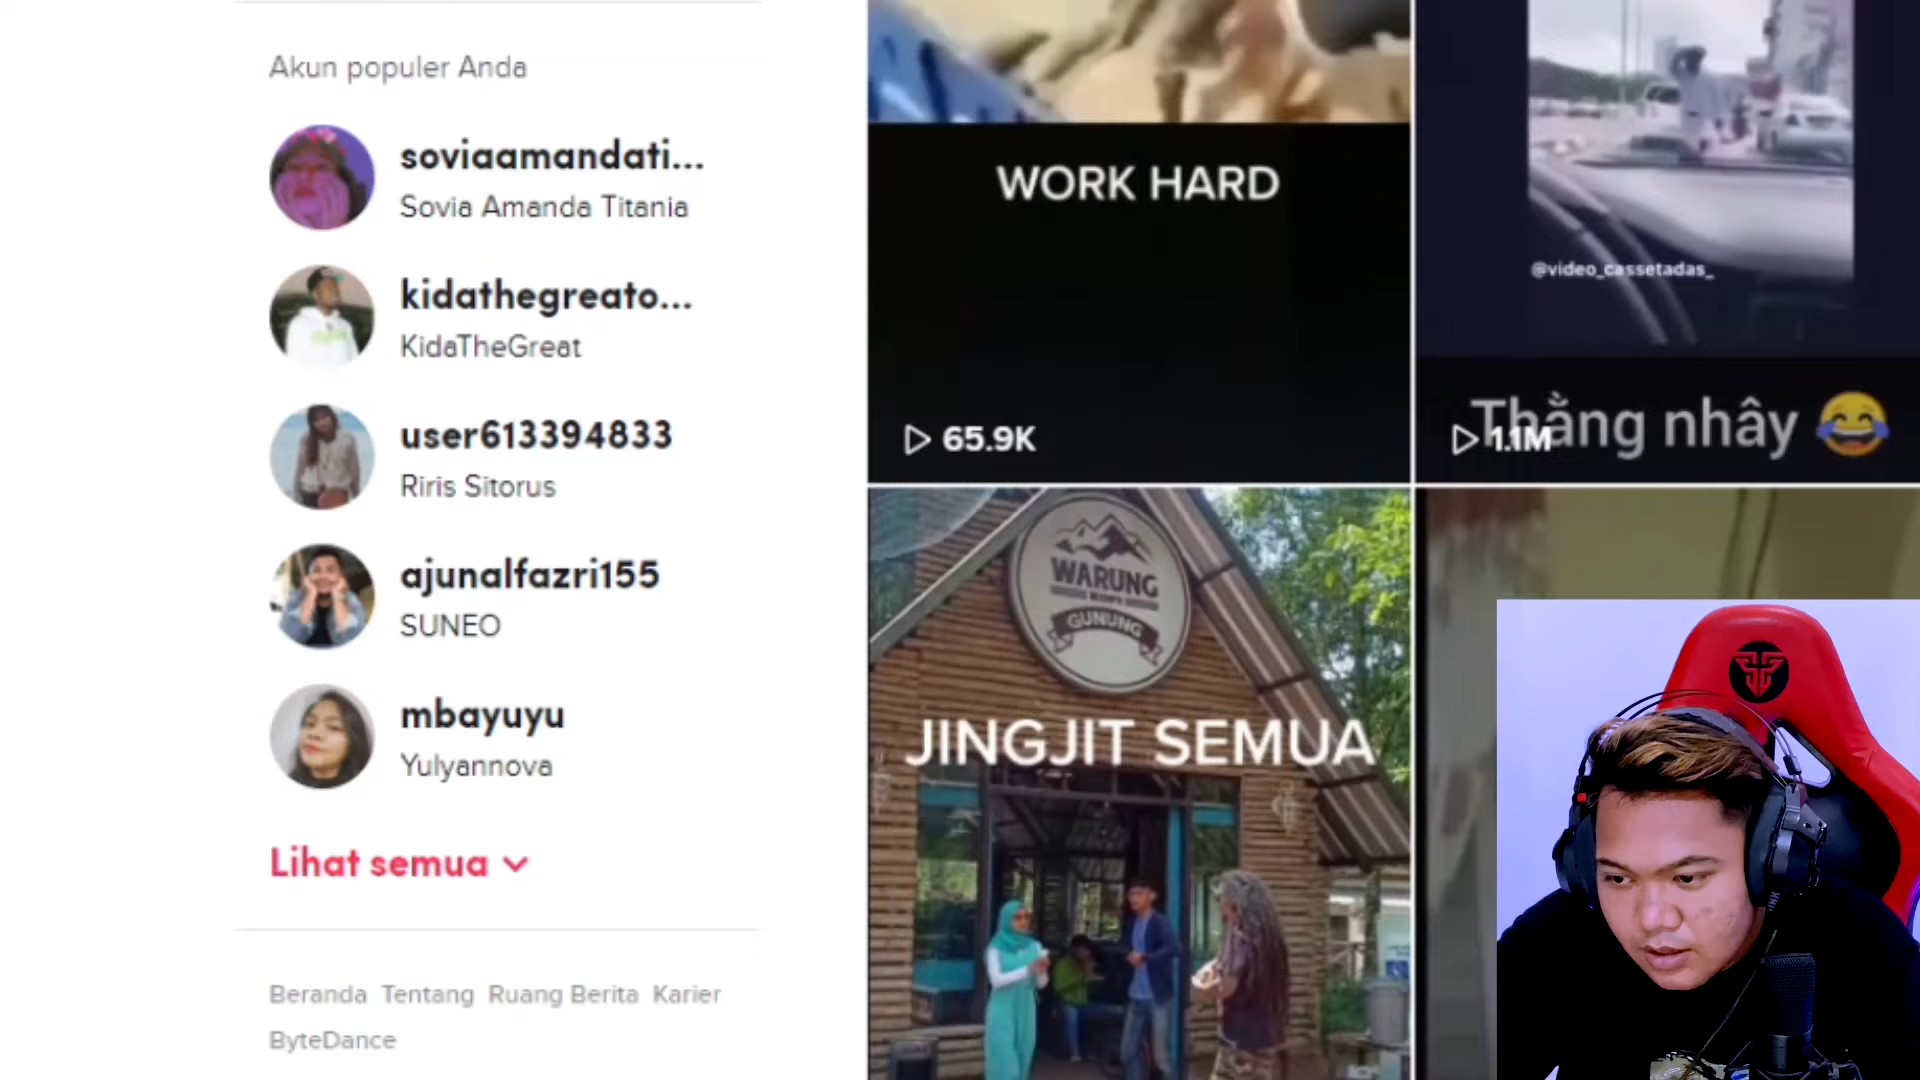 Akun populer Anda
soviaamandati...
Sovia Amanda Titania
kidathegreato...
KidaTheGreat
user613394833
Riris Sitorus
ajunalfazri155
SUNEO
mbayuyu
Yulyannova
Lihat semua
Beranda Tentang Ruang Berita Karier
ByteDance
WORK HARD
65.9K
@video_cassetadas_
Thằng nhây 😂
1.1M
WARUNG
GUNUNG
JINGJIT SEMUA